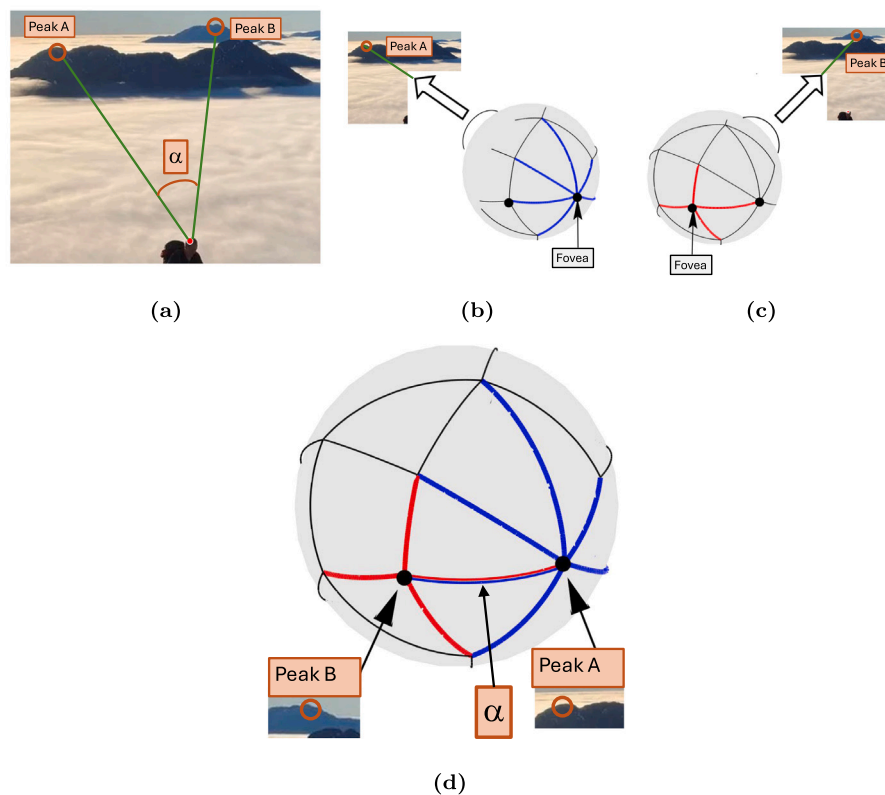 Peak A
Peak B
α
(a)
Peak A
Fovea
(b)
Peak B
Fovea
(c)
Peak B
α
Peak A
(d)